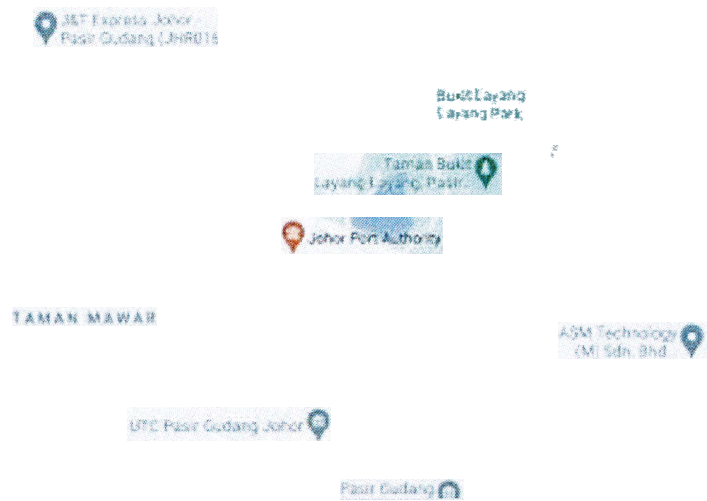 J&T Express Johor
Pasir Gudang (JHR016
Bukit Layang
Layang Park
Taman Bukit
Layang Layang, Pasir...
Johor Port Authority
TAMAN MAWAR
ASM Technology
(M) Sdn. Bhd.
UTC Pasir Gudang Johor
Pasir Gudang